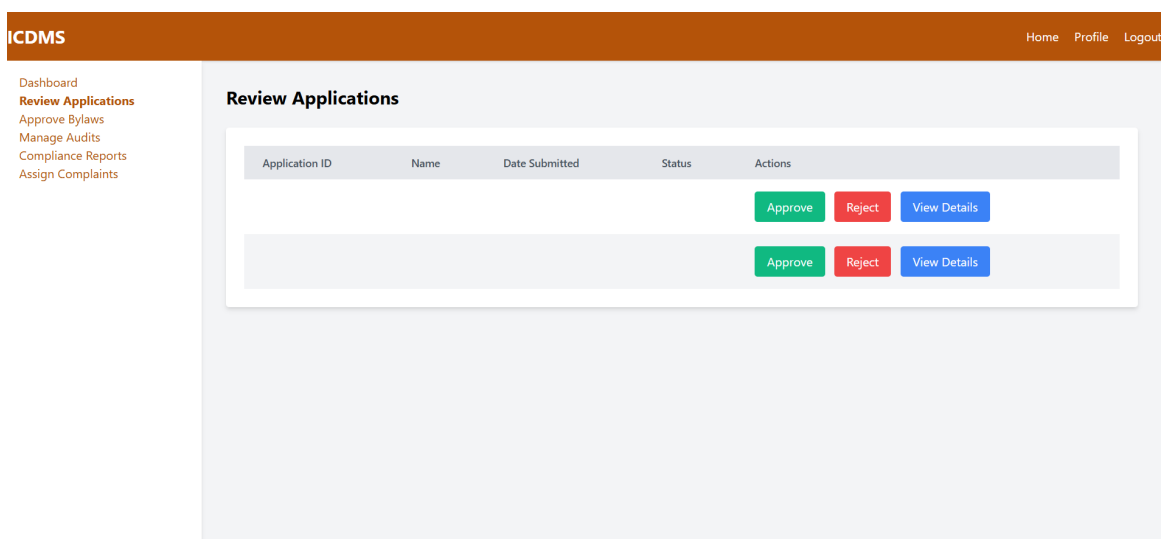 ICDMS
Home Profile Logout
Dashboard
Review Applications
Approve Bylaws
Manage Audits
Compliance Reports
Assign Complaints
Review Applications
Application ID Name Date Submitted Status Actions
Approve Reject View Details
Approve Reject View Details